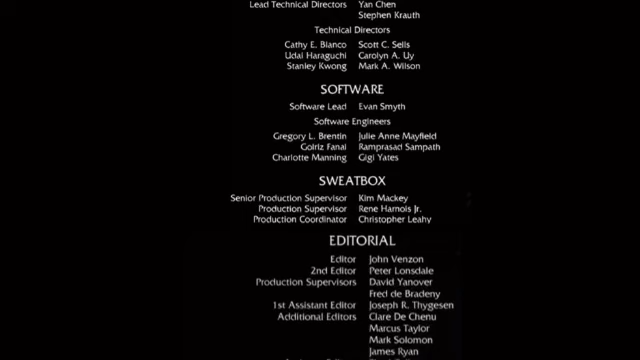 Lead Technical Directors Yan Chen
Stephen Krauth
Technical Directors
Cathy E. Blanco Scott C. Sells
Udai Haraguchi Carolyn A. Uy
Stanley Kwong Mark A. Wilson
SOFTWARE
Software Lead Evan Smyth
Software Engineers
Gregory L. Brentin Julie Anne Mayfield
Golriz Fanai Ramprasad Sampath
Charlotte Manning Gigi Yates
SWEATBOX
Senior Production Supervisor Kim Mackey
Production Supervisor Rene Harnois Jr.
Production Coordinator Christopher Leahy
EDITORIAL
Editor John Venzon
2nd Editor Peter Lonsdale
Production Supervisors David Yanover
Fred de Bradeny
1st Assistant Editor Joseph R. Thygesen
Additional Editors Clare De Chenu
Marcus Taylor
Mark Solomon
James Ryan